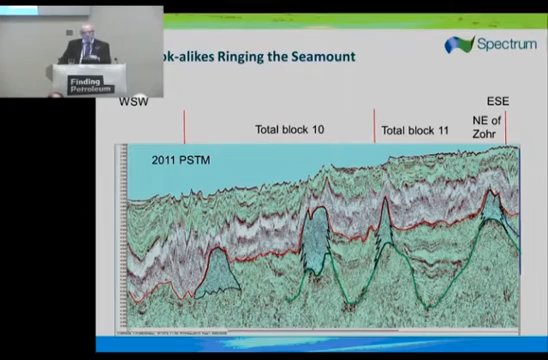 ok-alikes Ringing the Seamount
Spectrum
Finding
Petroleum
WSW
ESE
Total block 10
Total block 11
NE of
Zohr
2011 PSTM